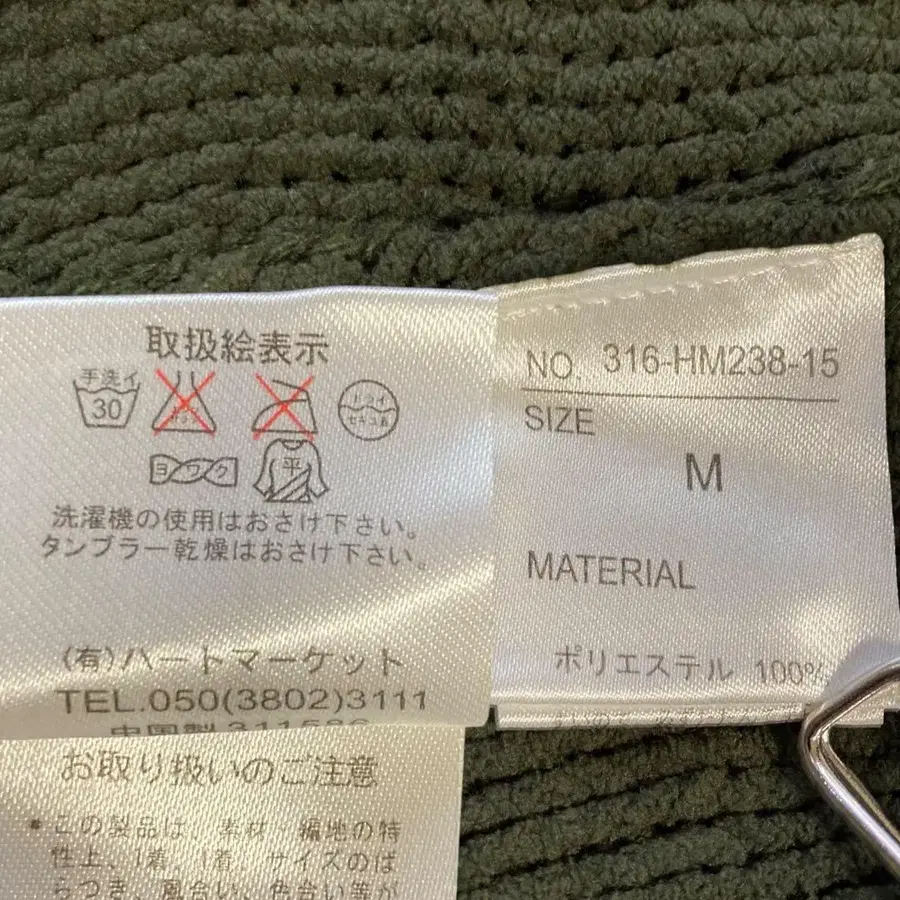 取扱絵表示
手洗イ
30
ドライ
セキユ系
ヨワク
平
洗濯機の使用はおさけ下さい。
タンブラー乾燥はおさけ下さい。
(有)ハートマーケット
TEL.050(3802)3111
中国製
お取り扱いのご注意
• この製品は、素材・編地の特
性上、1着、1着、サイズのば
らつき、風合い、色合い等が
NO. 316-HM238-15
SIZE
M
MATERIAL
ポリエステル 100%